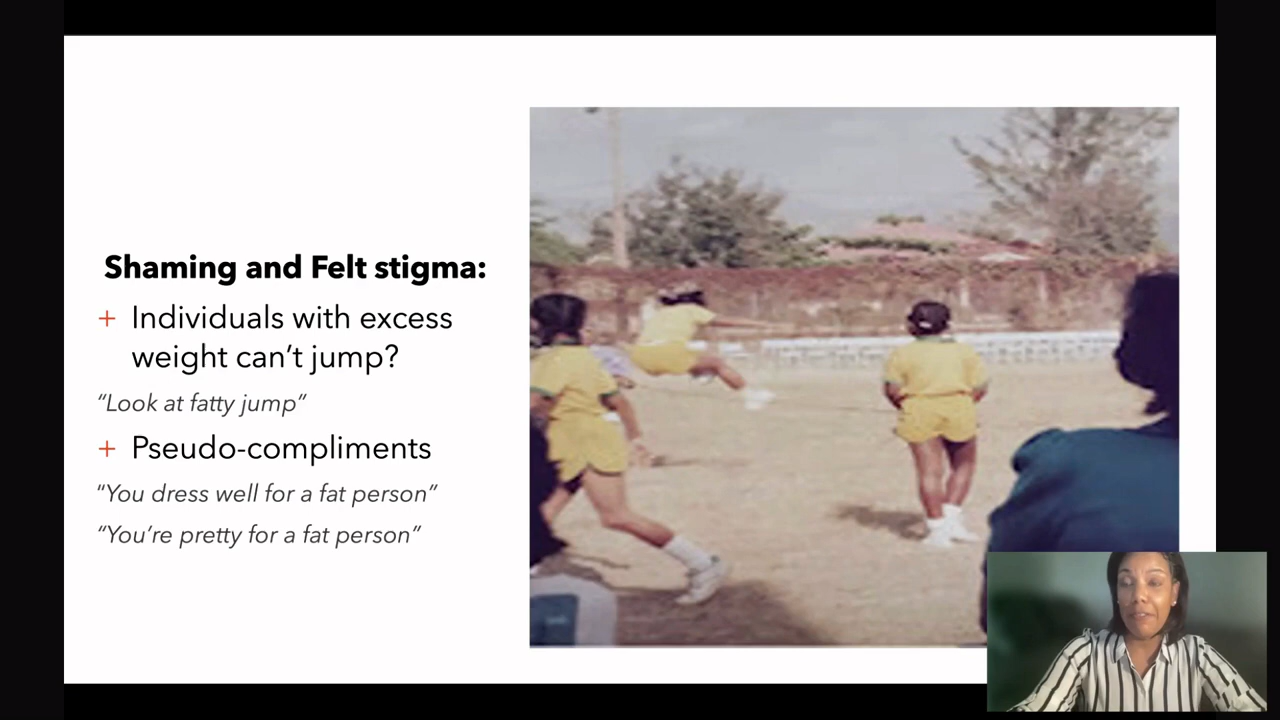 Shaming and Felt stigma:
+ Individuals with excess
weight can’t jump?
“Look at fatty jump”
+ Pseudo-compliments
“You dress well for a fat person”
“You’re pretty for a fat person”